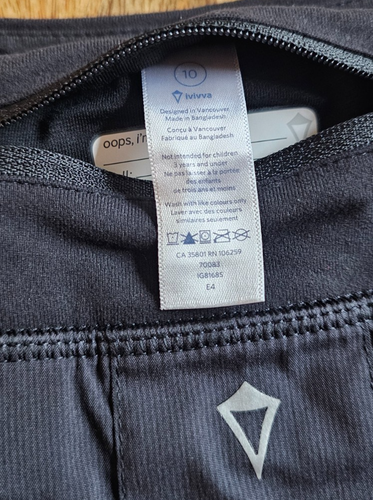 10
ivivva
Designed in Vancouver
Made in Bangladesh
Conçu à Vancouver
Fabriqué au Bangladesh
oops, i'm
Not intended for children
3 years and under
Ne pas laisser à la portée
des enfants
de trois ans et moins
Wash with like colours only
Laver avec des couleurs
similaires seulement
CA 35801 RN 106259
70083
E4